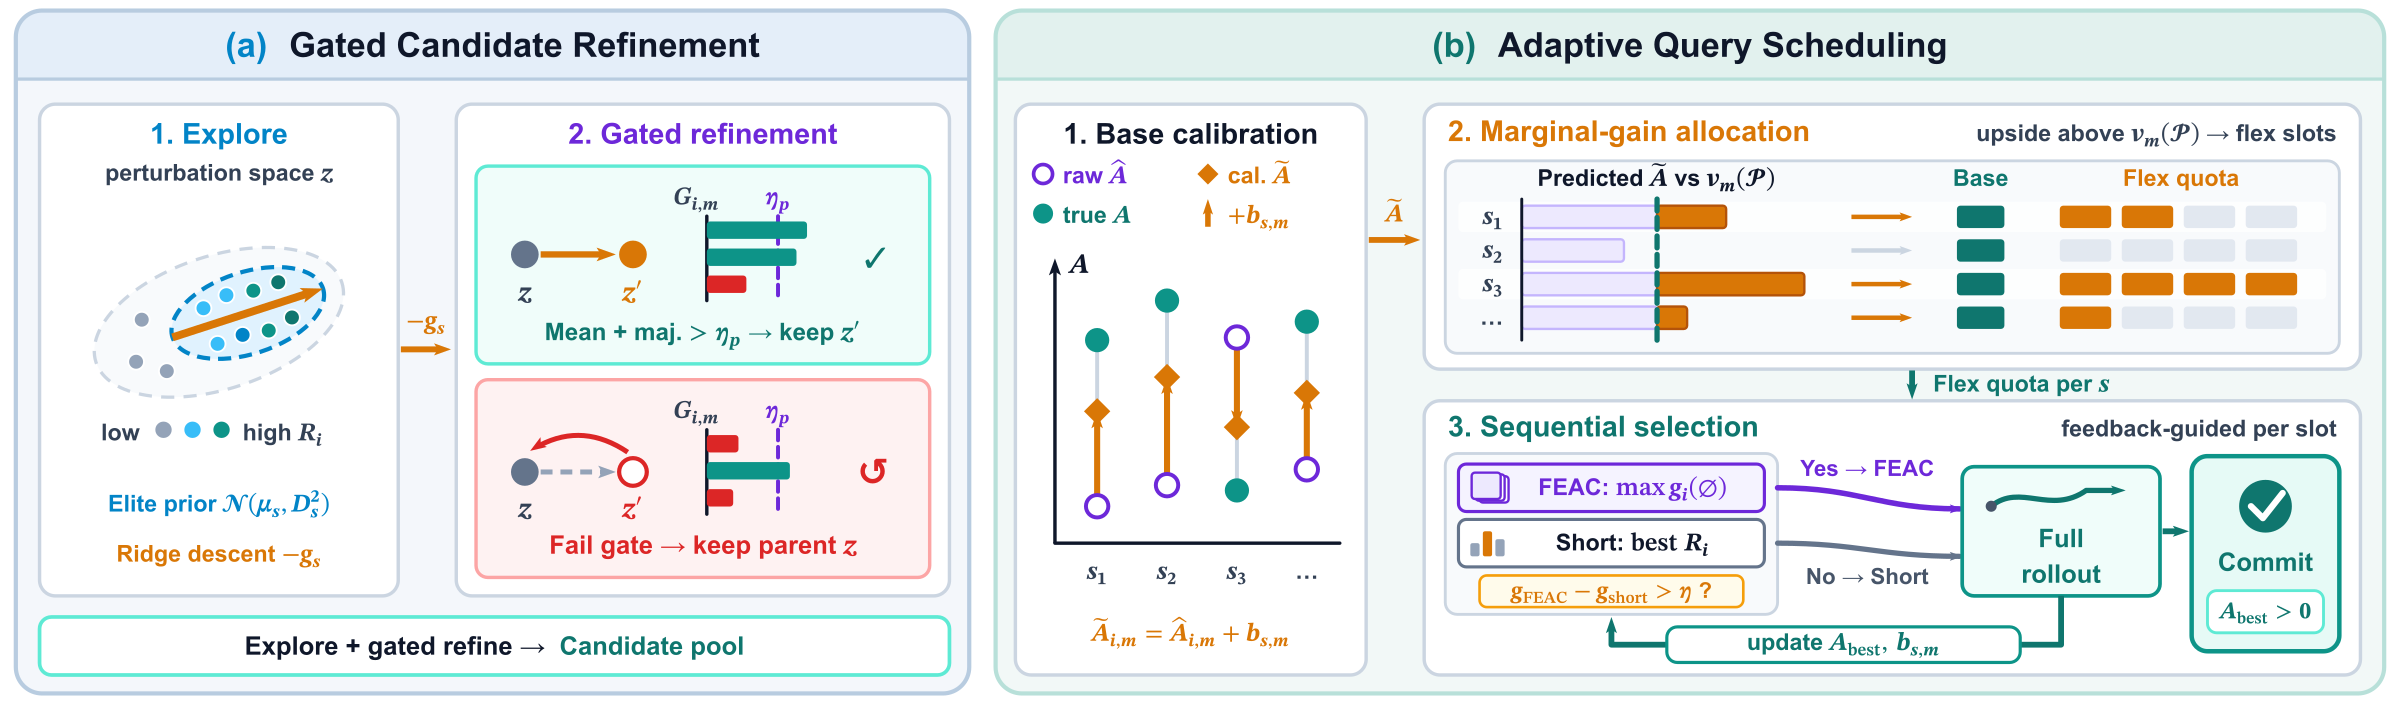 (a) Gated Candidate Refinement
1. Explore
perturbation space z
low high R_i
Elite prior 𝒩(μ_s, D_s^2)
Ridge descent −g_s
−g_s
2. Gated refinement
G_{i,m} η_p
z z′
✓
Mean + maj. > η_p → keep z′
G_{i,m} η_p
z z′
↺
Fail gate → keep parent z
Explore + gated refine → Candidate pool
(b) Adaptive Query Scheduling
1. Base calibration
raw Â cal. Ã
true A +b_{s,m}
A
s_1 s_2 s_3 ...
Ã_{i,m} = Â_{i,m} + b_{s,m}
Ã
2. Marginal-gain allocation upside above ν_m(𝒫) → flex slots
Predicted Ã vs ν_m(𝒫) Base Flex quota
s_1
s_2
s_3
...
Flex quota per s
3. Sequential selection feedback-guided per slot
FEAC: max g_i(∅)
Short: best R_i
g_FEAC − g_short > η ?
Yes → FEAC
No → Short
Full
rollout
Commit
A_best > 0
update A_best, b_{s,m}